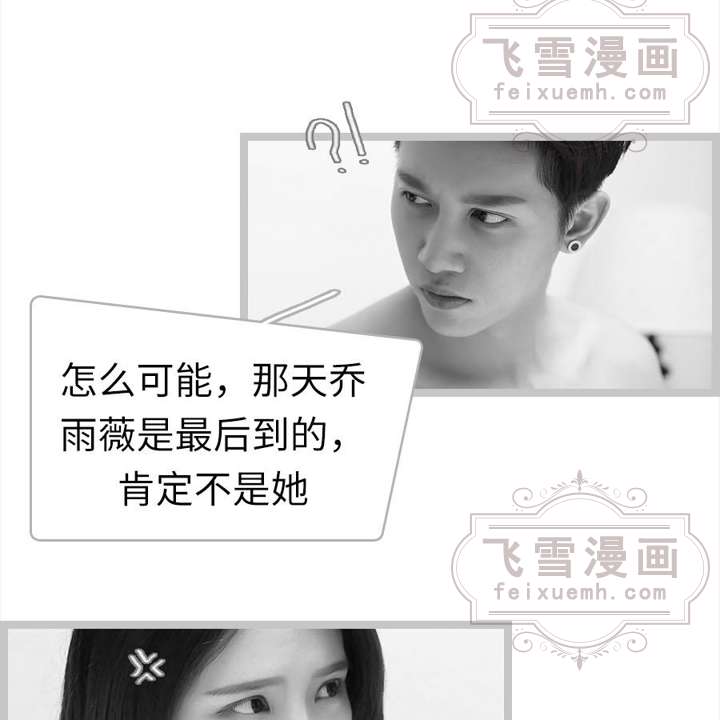 飞雪漫画
feixuemh.com
?!
怎么可能，那天乔
雨薇是最后到的，
肯定不是她
飞雪漫画
feixuemh.com